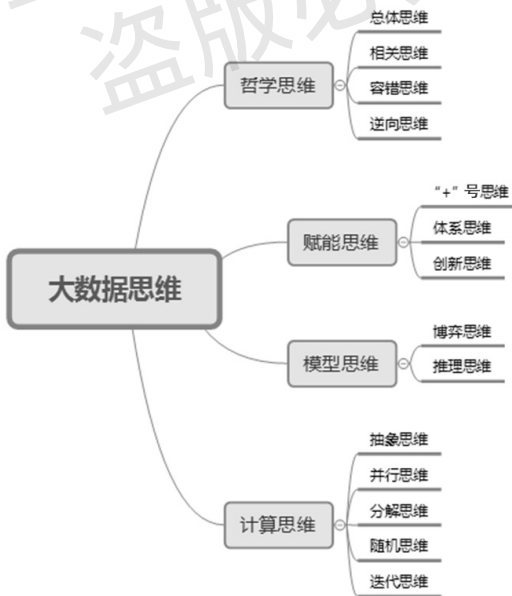 盗版必
总体思维
相关思维
哲学思维
容错思维
逆向思维
“+”号思维
赋能思维
体系思维
创新思维
大数据思维
博弈思维
模型思维
推理思维
抽象思维
并行思维
计算思维
分解思维
随机思维
迭代思维